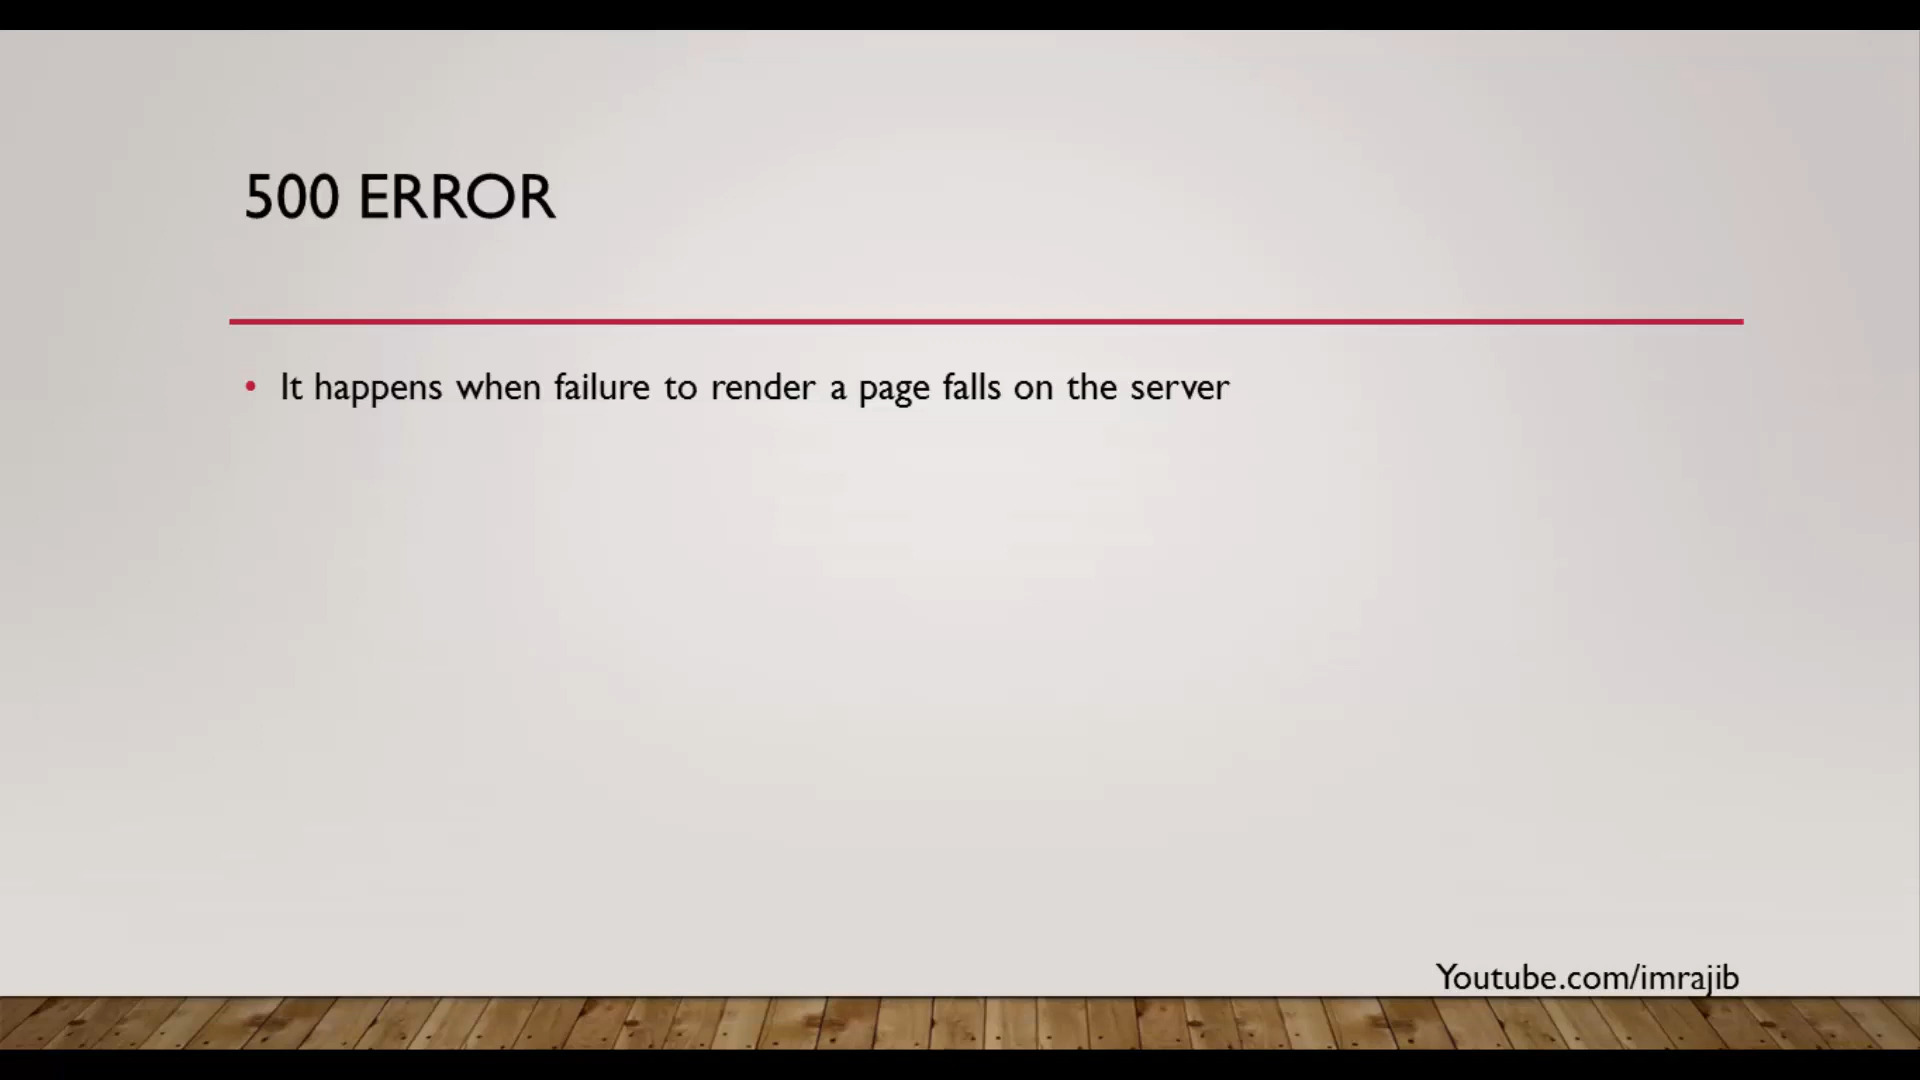 500 ERROR
• It happens when failure to render a page falls on the server
Youtube.com/imrajib